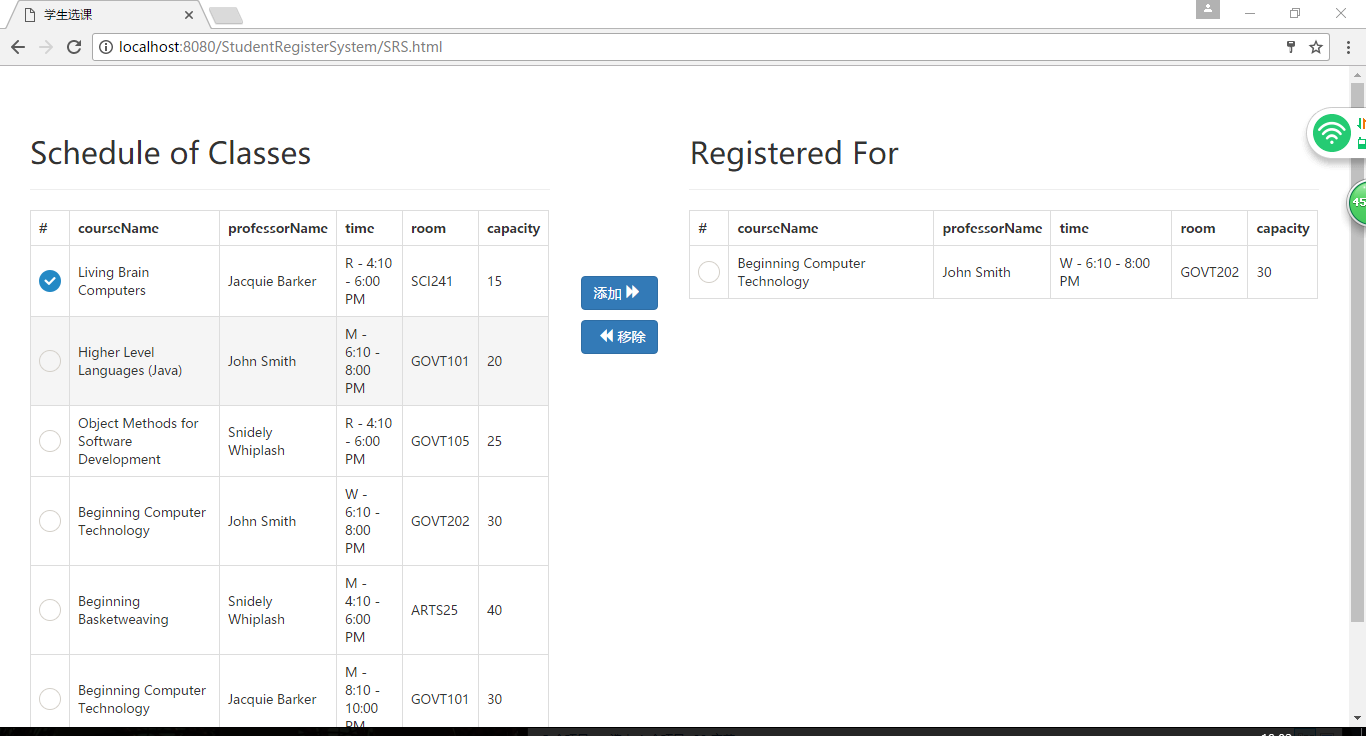 学生选课
localhost:8080/StudentRegisterSystem/SRS.html
Schedule of Classes
# courseName professorName time room capacity
Living Brain
Computers
Jacquie Barker
R - 4:10
- 6:00
PM
SCI241
15
Higher Level
Languages (Java)
John Smith
M -
6:10 -
8:00
PM
GOVT101
20
Object Methods for
Software
Development
Snidely
Whiplash
R - 4:10
- 6:00
PM
GOVT105
25
Beginning Computer
Technology
John Smith
W -
6:10 -
8:00
PM
GOVT202
30
Beginning
Basketweaving
Snidely
Whiplash
M -
4:10 -
6:00
PM
ARTS25
40
Beginning Computer
Technology
Jacquie Barker
M -
8:10 -
10:00
PM
GOVT101
30
添加
移除
Registered For
# courseName professorName time room capacity
Beginning Computer
Technology
John Smith
W - 6:10 - 8:00
PM
GOVT202
30
45